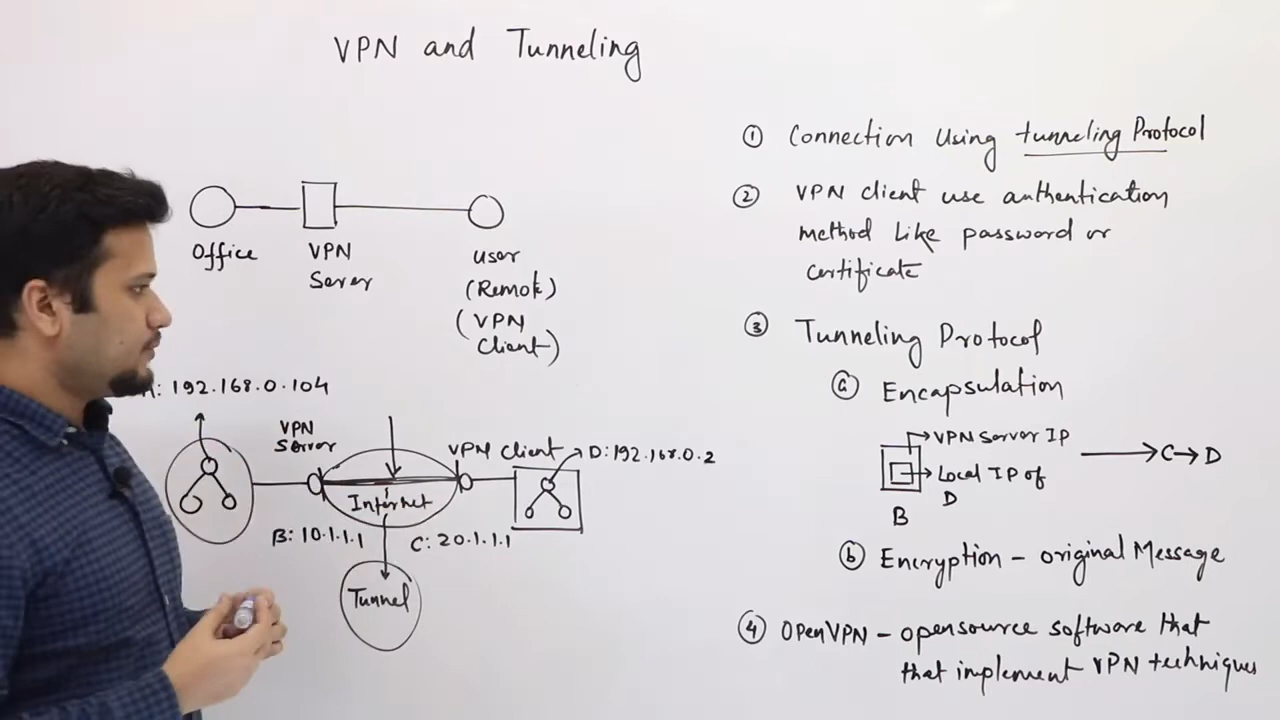 VPN and Tunneling
Office
VPN
Server
user
(Remote)
(VPN
Client)
A: 192.168.0.104
VPN
Server
VPN Client
D: 192.168.0.2
Internet
B: 10.1.1.1
C: 20.1.1.1
Tunnel
① Connection Using tunneling Protocol
② VPN client use authentication
method like password or
certificate
③ Tunneling Protocol
ⓐ Encapsulation
VPN Server IP
C → D
Local IP of
D
B
ⓑ Encryption - original Message
④ OPenVPN - opensource software that
that implement VPN techniques